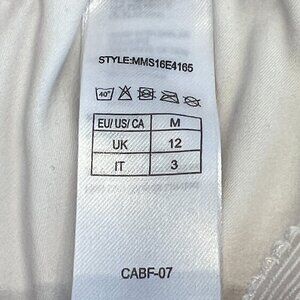 STYLE:MMS16E4165
40°
EU/ US/ CA M
UK 12
IT 3
CABF-07